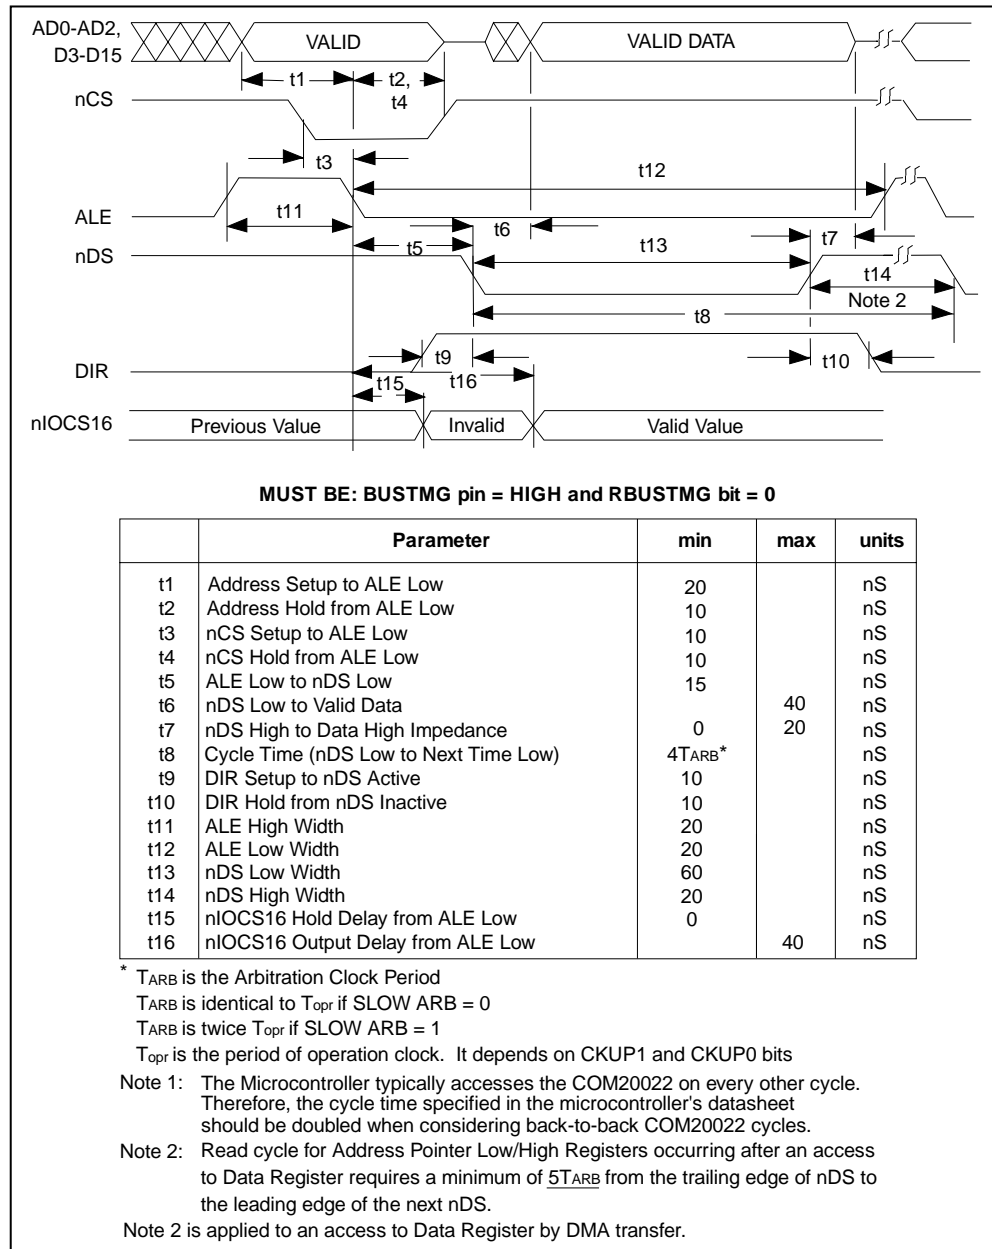 AD0-AD2,
D3-D15
VALID
VALID DATA
t1
t2,
t4
nCS
t3
t12
ALE
t11
t6
t7
nDS
t5
t13
t14
Note 2
t8
t9
t10
DIR
t15
t16
nIOCS16
Previous Value
Invalid
Valid Value
MUST BE: BUSTMG pin = HIGH and RBUSTMG bit = 0
Parameter min max units
t1 Address Setup to ALE Low 20 nS
t2 Address Hold from ALE Low 10 nS
t3 nCS Setup to ALE Low 10 nS
t4 nCS Hold from ALE Low 10 nS
t5 ALE Low to nDS Low 15 nS
t6 nDS Low to Valid Data 40 nS
t7 nDS High to Data High Impedance 0 20 nS
t8 Cycle Time (nDS Low to Next Time Low) 4TARB* nS
t9 DIR Setup to nDS Active 10 nS
t10 DIR Hold from nDS Inactive 10 nS
t11 ALE High Width 20 nS
t12 ALE Low Width 20 nS
t13 nDS Low Width 60 nS
t14 nDS High Width 20 nS
t15 nIOCS16 Hold Delay from ALE Low 0 nS
t16 nIOCS16 Output Delay from ALE Low 40 nS
* TARB is the Arbitration Clock Period
TARB is identical to Topr if SLOW ARB = 0
TARB is twice Topr if SLOW ARB = 1
Topr is the period of operation clock. It depends on CKUP1 and CKUP0 bits
Note 1: The Microcontroller typically accesses the COM20022 on every other cycle.
Therefore, the cycle time specified in the microcontroller's datasheet
should be doubled when considering back-to-back COM20022 cycles.
Note 2: Read cycle for Address Pointer Low/High Registers occurring after an access
to Data Register requires a minimum of 5TARB from the trailing edge of nDS to
the leading edge of the next nDS.
Note 2 is applied to an access to Data Register by DMA transfer.